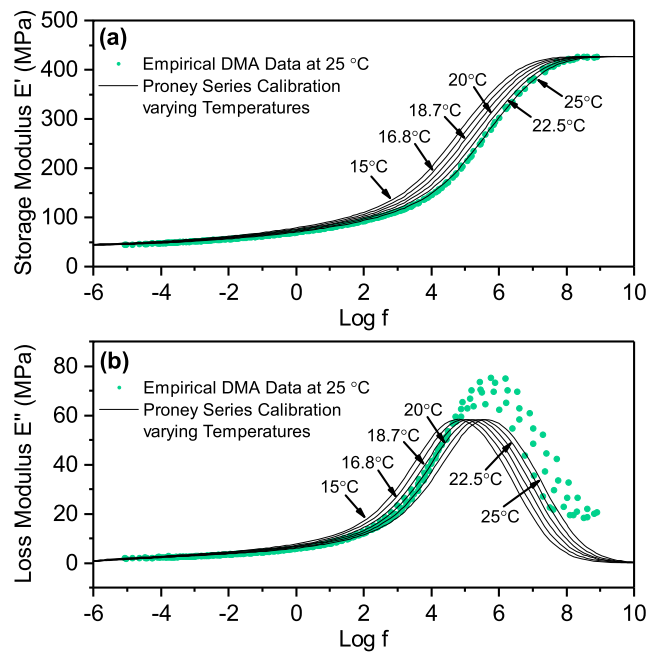 (a)
Empirical DMA Data at 25 °C
Proney Series Calibration
varying Temperatures
20°C
18.7°C
25°C
16.8°C
22.5°C
15°C
500
400
300
200
100
0
Storage Modulus E' (MPa)
-6 -4 -2 0 2 4 6 8 10
Log f
(b)
Empirical DMA Data at 25 °C
Proney Series Calibration
varying Temperatures
20°C
18.7°C
16.8°C
15°C
22.5°C
25°C
80
60
40
20
0
Loss Modulus E" (MPa)
-6 -4 -2 0 2 4 6 8 10
Log f